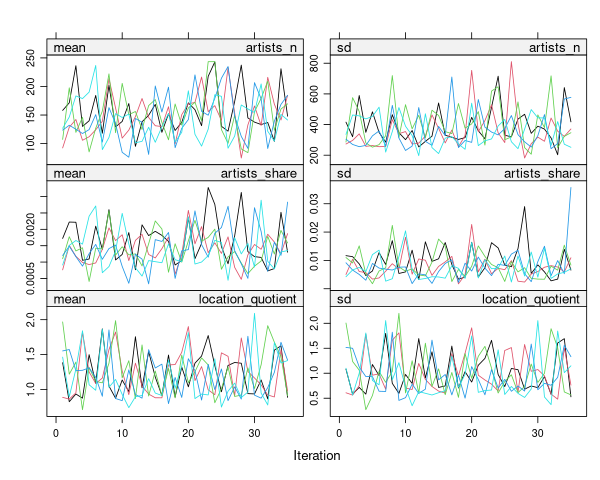 mean artists_n sd artists_n
100 150 200 250
200 400 600 800
mean artists_share sd artists_share
0.0005 0.0020
0.01 0.03
mean location_quotient sd location_quotient
1.0 1.5 2.0
0.5 1.0 1.5 2.0
0 10 20 30 0 10 20 30
Iteration